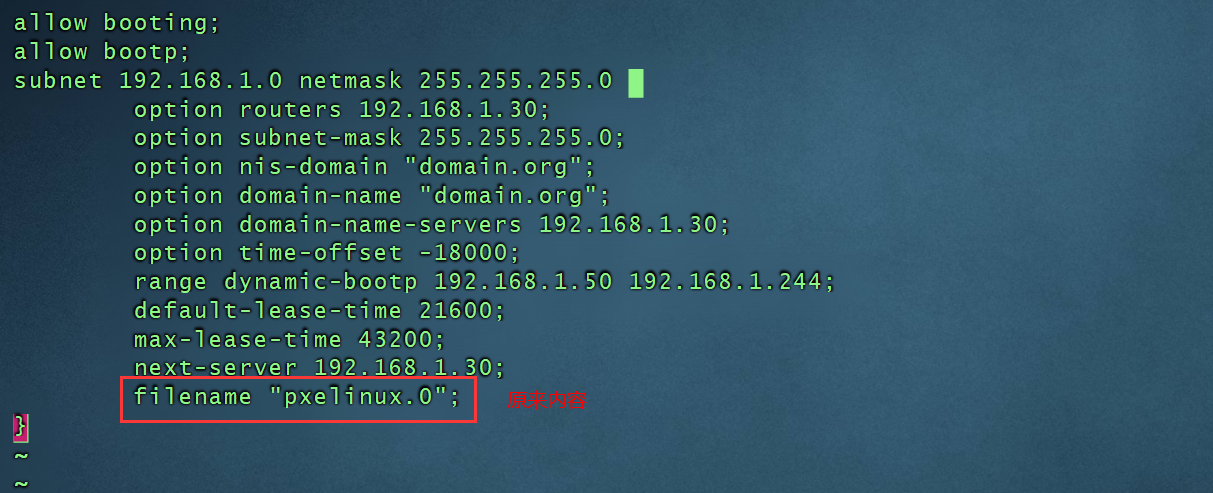 allow booting;
allow bootp;
subnet 192.168.1.0 netmask 255.255.255.0
option routers 192.168.1.30;
option subnet-mask 255.255.255.0;
option nis-domain "domain.org";
option domain-name "domain.org";
option domain-name-servers 192.168.1.30;
option time-offset -18000;
range dynamic-bootp 192.168.1.50 192.168.1.244;
default-lease-time 21600;
max-lease-time 43200;
next-server 192.168.1.30;
filename "pxelinux.0"; 原来内容
}
~
~